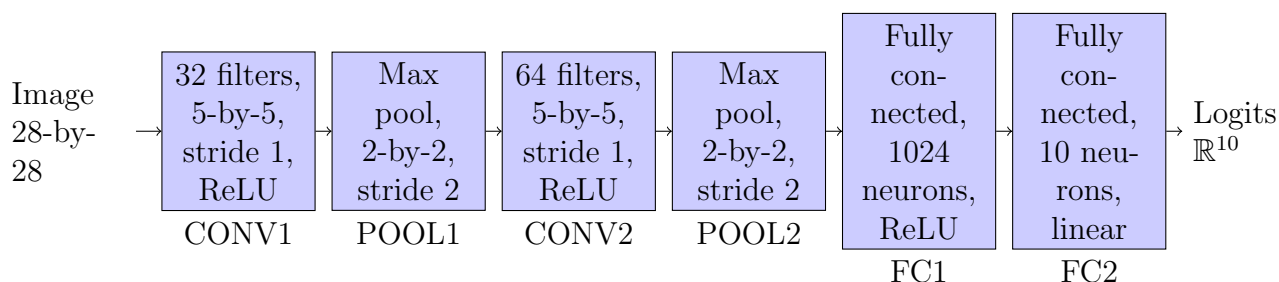 Image
28-by-
28
32 filters,
5-by-5,
stride 1,
ReLU
CONV1
Max
pool,
2-by-2,
stride 2
POOL1
64 filters,
5-by-5,
stride 1,
ReLU
CONV2
Max
pool,
2-by-2,
stride 2
POOL2
Fully
con-
nected,
1024
neurons,
ReLU
FC1
Fully
con-
nected,
10 neu-
rons,
linear
FC2
Logits
ℝ¹⁰